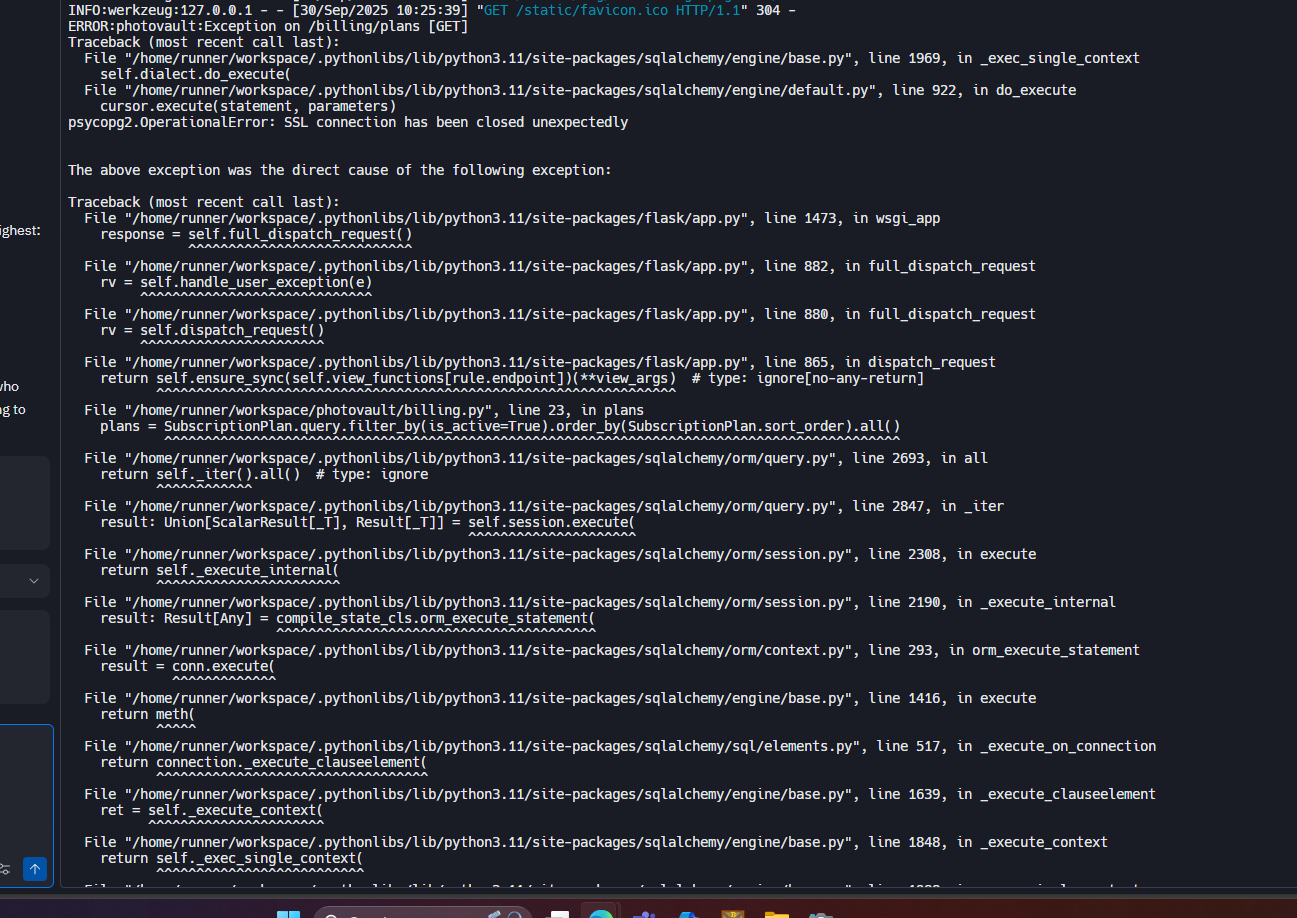 INFO:werkzeug:127.0.0.1 - - [30/Sep/2025 10:25:39] "GET /static/favicon.ico HTTP/1.1" 304 -
ERROR:photovault:Exception on /billing/plans [GET]
Traceback (most recent call last):
  File "/home/runner/workspace/.pythonlibs/lib/python3.11/site-packages/sqlalchemy/engine/base.py", line 1969, in _exec_single_context
    self.dialect.do_execute(
  File "/home/runner/workspace/.pythonlibs/lib/python3.11/site-packages/sqlalchemy/engine/default.py", line 922, in do_execute
    cursor.execute(statement, parameters)
psycopg2.OperationalError: SSL connection has been closed unexpectedly
The above exception was the direct cause of the following exception:
Traceback (most recent call last):
  File "/home/runner/workspace/.pythonlibs/lib/python3.11/site-packages/flask/app.py", line 1473, in wsgi_app
ighest:
    response = self.full_dispatch_request()
               ^^^^^^^^^^^^^^^^^^^^^^^^^^^^
  File "/home/runner/workspace/.pythonlibs/lib/python3.11/site-packages/flask/app.py", line 882, in full_dispatch_request
    rv = self.handle_user_exception(e)
         ^^^^^^^^^^^^^^^^^^^^^^^^^^^^^
  File "/home/runner/workspace/.pythonlibs/lib/python3.11/site-packages/flask/app.py", line 880, in full_dispatch_request
    rv = self.dispatch_request()
         ^^^^^^^^^^^^^^^^^^^^^^^
  File "/home/runner/workspace/.pythonlibs/lib/python3.11/site-packages/flask/app.py", line 865, in dispatch_request
    return self.ensure_sync(self.view_functions[rule.endpoint])(**view_args)  # type: ignore[no-any-return]
           ^^^^^^^^^^^^^^^^^^^^^^^^^^^^^^^^^^^^^^^^^^^^^^^^^^^^^^^^^^^^^^^^^
who
g to
  File "/home/runner/workspace/photovault/billing.py", line 23, in plans
    plans = SubscriptionPlan.query.filter_by(is_active=True).order_by(SubscriptionPlan.sort_order).all()
            ^^^^^^^^^^^^^^^^^^^^^^^^^^^^^^^^^^^^^^^^^^^^^^^^^^^^^^^^^^^^^^^^^^^^^^^^^^^^^^^^^^^^^^^^^^^^
  File "/home/runner/workspace/.pythonlibs/lib/python3.11/site-packages/sqlalchemy/orm/query.py", line 2693, in all
    return self._iter().all()  # type: ignore
           ^^^^^^^^^^^^
  File "/home/runner/workspace/.pythonlibs/lib/python3.11/site-packages/sqlalchemy/orm/query.py", line 2847, in _iter
    result: Union[ScalarResult[_T], Result[_T]] = self.session.execute(
                                                  ^^^^^^^^^^^^^^^^^^^^^
  File "/home/runner/workspace/.pythonlibs/lib/python3.11/site-packages/sqlalchemy/orm/session.py", line 2308, in execute
    return self._execute_internal(
           ^^^^^^^^^^^^^^^^^^^^^^^
  File "/home/runner/workspace/.pythonlibs/lib/python3.11/site-packages/sqlalchemy/orm/session.py", line 2190, in _execute_internal
    result: Result[Any] = compile_state_cls.orm_execute_statement(
                          ^^^^^^^^^^^^^^^^^^^^^^^^^^^^^^^^^^^^^^^^
  File "/home/runner/workspace/.pythonlibs/lib/python3.11/site-packages/sqlalchemy/orm/context.py", line 293, in orm_execute_statement
    result = conn.execute(
             ^^^^^^^^^^^^^
  File "/home/runner/workspace/.pythonlibs/lib/python3.11/site-packages/sqlalchemy/engine/base.py", line 1416, in execute
    return meth(
           ^^^^^
  File "/home/runner/workspace/.pythonlibs/lib/python3.11/site-packages/sqlalchemy/sql/elements.py", line 517, in _execute_on_connection
    return connection._execute_clauseelement(
           ^^^^^^^^^^^^^^^^^^^^^^^^^^^^^^^^^^
  File "/home/runner/workspace/.pythonlibs/lib/python3.11/site-packages/sqlalchemy/engine/base.py", line 1639, in _execute_clauseelement
    ret = self._execute_context(
          ^^^^^^^^^^^^^^^^^^^^^^
  File "/home/runner/workspace/.pythonlibs/lib/python3.11/site-packages/sqlalchemy/engine/base.py", line 1848, in _execute_context
    return self._exec_single_context(
           ^^^^^^^^^^^^^^^^^^^^^^^^^^